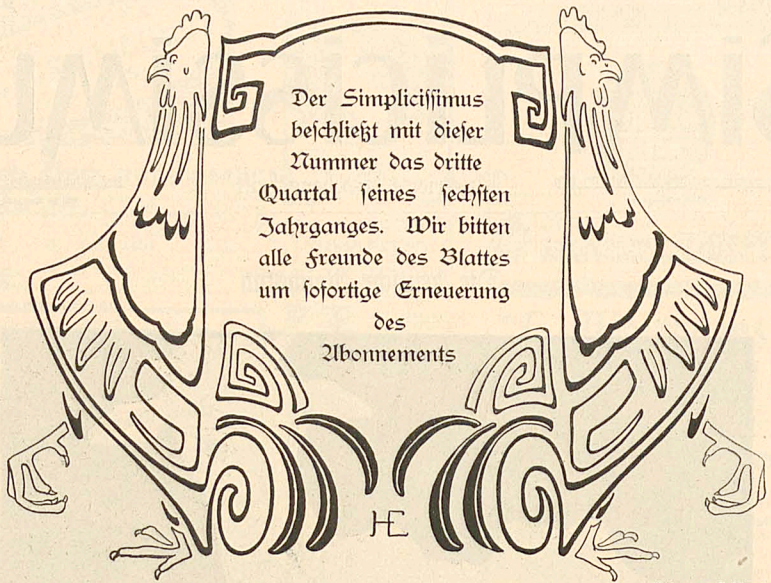 Der Simpliciſſimus
beſchließt mit dieſer
Nummer das dritte
Quartal ſeines ſechſten
Jahrganges. Wir bitten
alle Freunde des Blattes
um ſofortige Erneuerung
des
Abonnements
HE